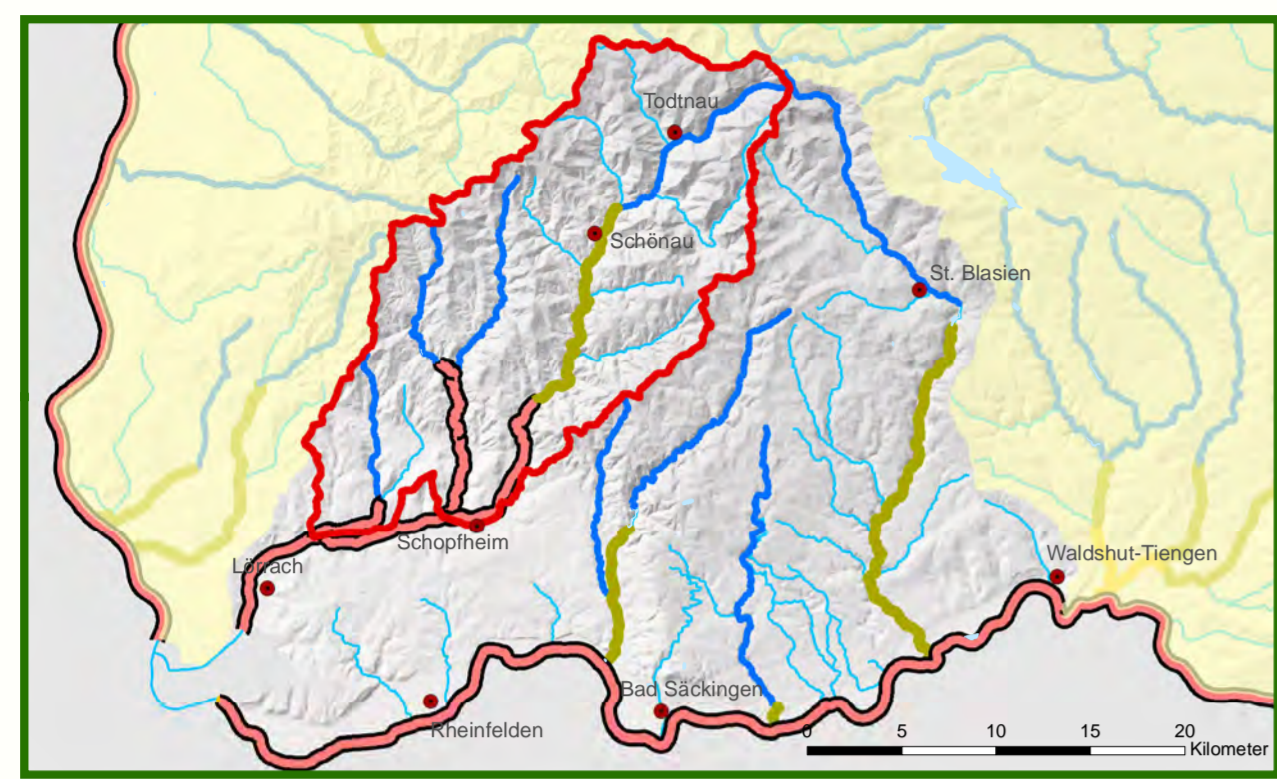 Todtnau
Schönau
St. Blasien
Schopfheim
Lörrach
Waldshut-Tiengen
Bad Säckingen
Rheinfelden
0 5 10 15 20
Kilometer